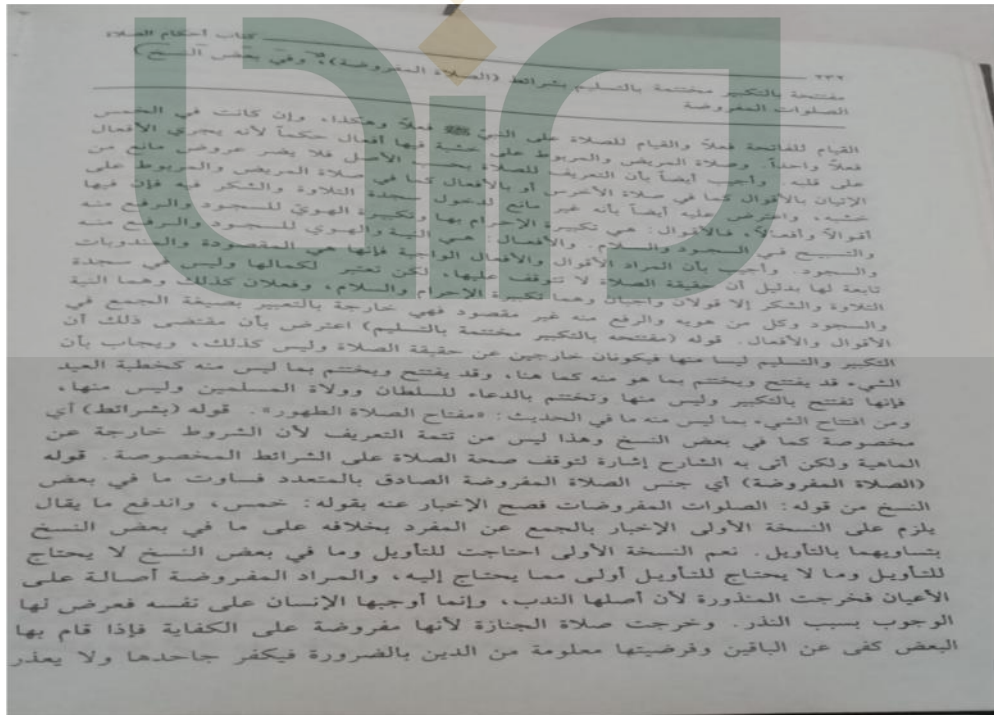 كتاب أحكام الصلاة
٢٣٢
مفتتحة بالتكبير مختتمة بالتسليم بشرائط (الصلاة المفروضة)، وفي بعض النسخ)
الصلوات المفروضة
القيام للفاتحة فعلاً والقيام للصلاة على النبي ﷺ فعلاً وهكذا، وإن كانت في الخمس
فعلاً واحداً. وصلاة المريض والمربوط على خشبة فيها أفعال حكماً لأنه يجري الأفعال
على قلبه. وأجيب أيضاً بأن التعريف للصلاة بحسب الأصل فلا يضر عروض مانع من
الإتيان بالأقوال كما في صلاة الأخرس أو بالأفعال كما في صلاة المريض والمربوط على
خشبة، واعترض عليه أيضاً بأنه غير مانع لدخول سجدة التلاوة والشكر فيه فإن فيها
أقوالاً وأفعالاً، فالأقوال: هي تكبيرة الإحرام بها وتكبيرة الهوي للسجود والرفع منه
والتسبيح في السجود والسلام. والأفعال: هي النية والهوي للسجود والرفع منه
والسجود. وأجيب بأن المراد الأقوال والأفعال الواجبة فإنها هي المقصودة والمندوبات
تابعة لها بدليل أن حقيقة الصلاة لا تتوقف عليها، لكن تعتبر لكمالها وليس في سجدة
التلاوة والشكر إلا قولان واجبان وهما تكبيرة الإحرام والسلام، وفعلان كذلك وهما النية
والسجود وكل من هويه والرفع منه غير مقصود فهي خارجة بالتعبير بصيغة الجمع في
الأقوال والأفعال. قوله (مفتتحه بالتكبير مختتمة بالتسليم) اعترض بأن مقتضى ذلك أن
التكبير والتسليم ليسا منها فيكونان خارجين عن حقيقة الصلاة وليس كذلك، ويجاب بأن
الشيء قد يفتتح ويختتم بما هو منه كما هنا، وقد يفتتح ويختتم بما ليس منه كخطبة العيد
فإنها تفتتح بالتكبير وليس منها وتختتم بالدعاء للسلطان وولاة المسلمين وليس منها،
ومن افتتاح الشيء بما ليس منه ما في الحديث: «مفتاح الصلاة الطهور». قوله (بشرائط) أي
مخصوصة كما في بعض النسخ وهذا ليس من تتمة التعريف لأن الشروط خارجة عن
الماهية ولكن أتى به الشارح إشارة لتوقف صحة الصلاة على الشرائط المخصوصة. قوله
(الصلاة المفروضة) أي جنس الصلاة المفروضة الصادق بالمتعدد فساوت ما في بعض
النسخ من قوله: الصلوات المفروضات فصح الإخبار عنه بقوله: خمس، واندفع ما يقال
يلزم على النسخة الأولى الإخبار بالجمع عن المفرد بخلافه على ما في بعض النسخ
بتساويهما بالتأويل. نعم النسخة الأولى احتاجت للتأويل وما في بعض النسخ لا يحتاج
للتأويل وما لا يحتاج للتأويل أولى مما يحتاج إليه، والمراد المفروضة أصالة على
الأعيان فخرجت المنذورة لأن أصلها الندب، وإنما أوجبها الإنسان على نفسه فعرض لها
الوجوب بسبب النذر. وخرجت صلاة الجنازة لأنها مفروضة على الكفاية فإذا قام بها
البعض كفى عن الباقين وفرضيتها معلومة من الدين بالضرورة فيكفر جاحدها ولا يعذر